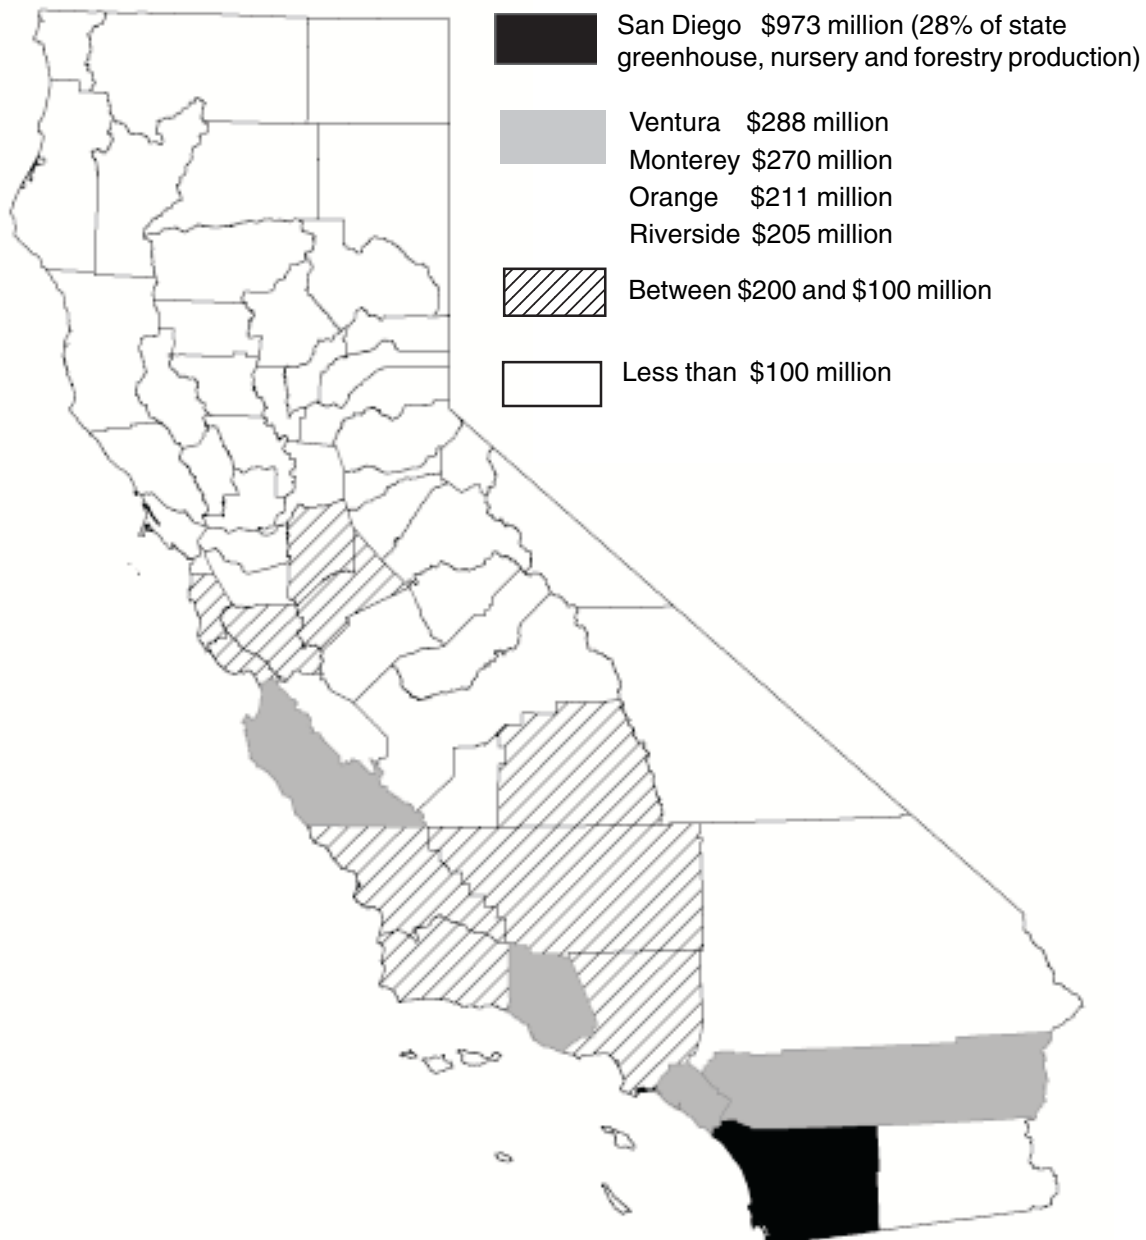 San Diego $973 million (28% of state
greenhouse, nursery and forestry production)
Ventura $288 million
Monterey $270 million
Orange $211 million
Riverside $205 million
Between $200 and $100 million
Less than $100 million